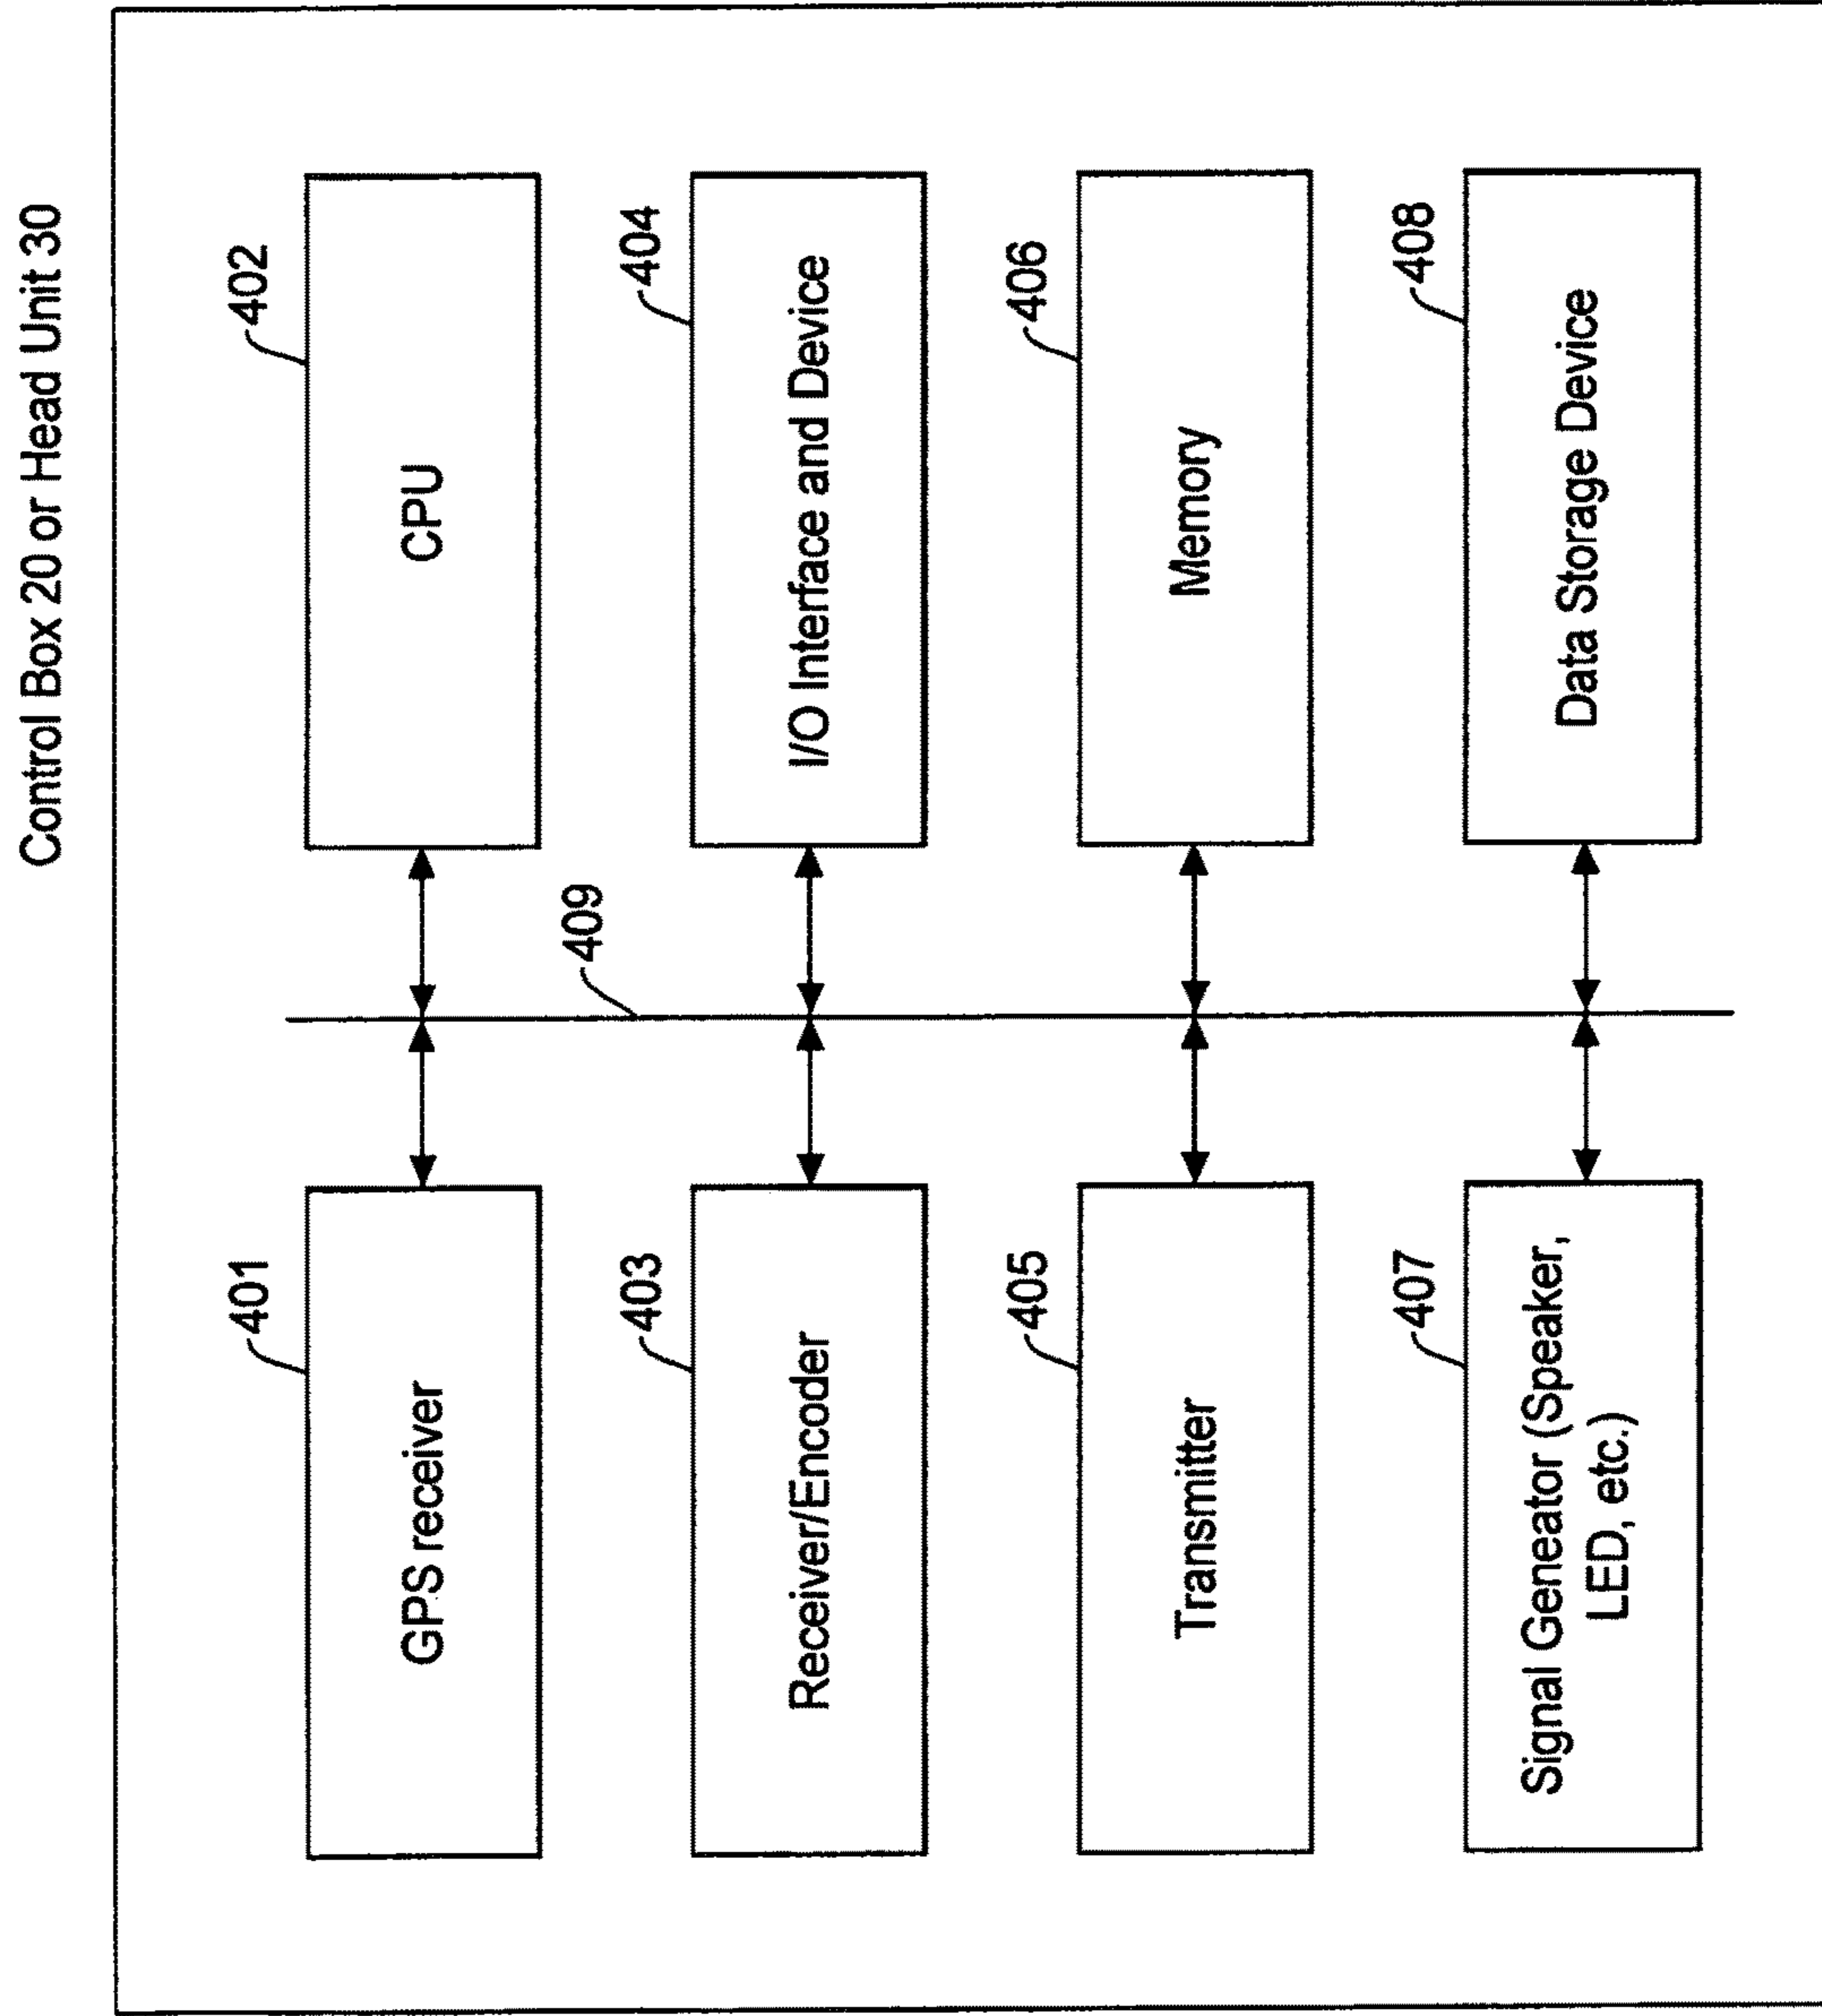 Control Box 20 or Head Unit 30
401
GPS receiver
402
CPU
403
Receiver/Encoder
409
404
I/O Interface and Device
405
Transmitter
406
Memory
407
Signal Geneator (Speaker,
LED, etc.)
408
Data Storage Device